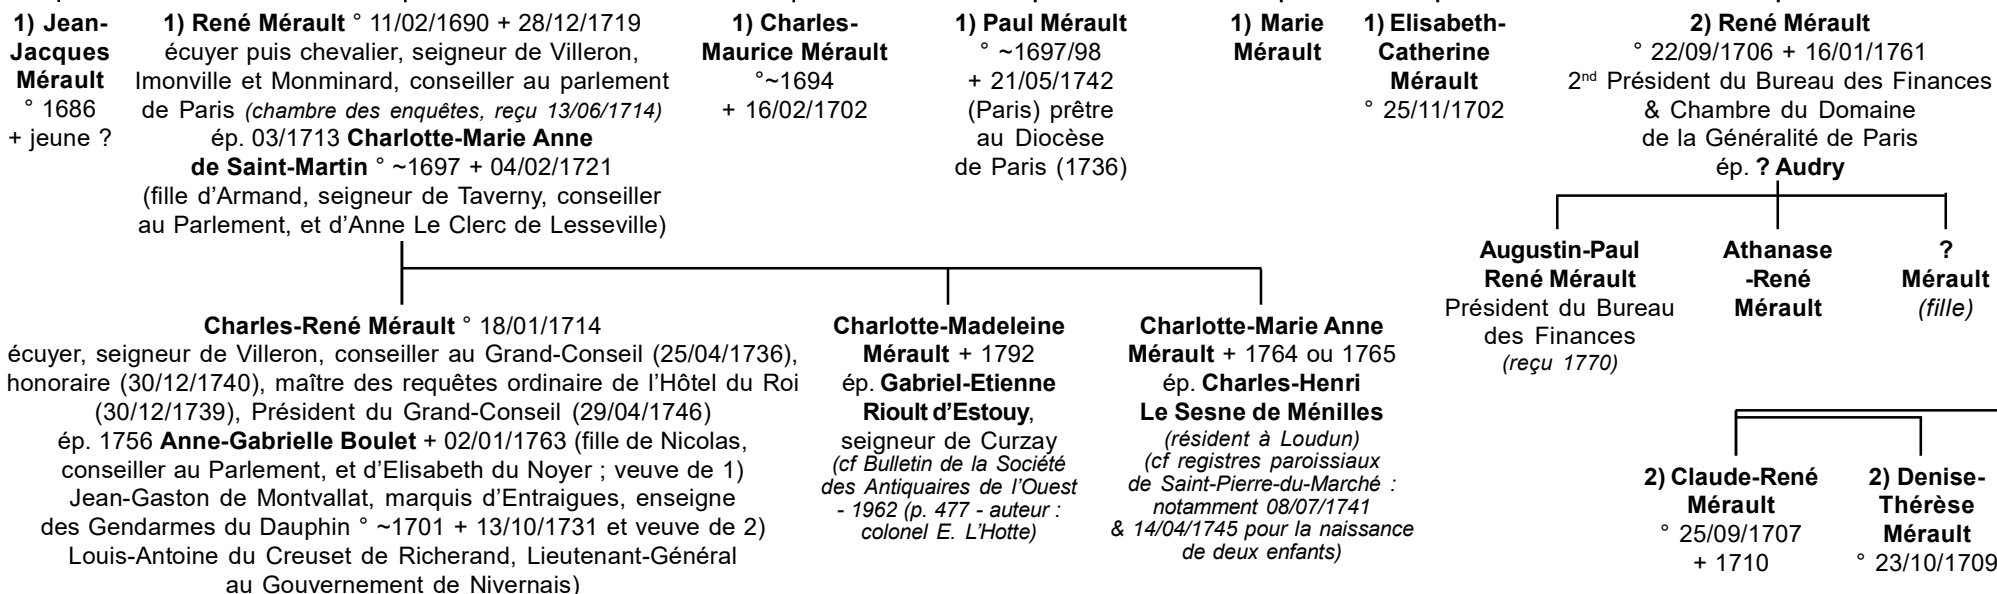 1) Jean-
Jacques
Mérault
° 1686
+ jeune ?
1) René Mérault ° 11/02/1690 + 28/12/1719
écuyer puis chevalier, seigneur de Villeron,
Imonville et Monminard, conseiller au parlement
de Paris (chambre des enquêtes, reçu 13/06/1714)
ép. 03/1713 Charlotte-Marie Anne
de Saint-Martin ° ~1697 + 04/02/1721
(fille d’Armand, seigneur de Taverny, conseiller
au Parlement, et d’Anne Le Clerc de Lesseville)
1) Charles-
Maurice Mérault
°~1694
+ 16/02/1702
1) Paul Mérault
° ~1697/98
+ 21/05/1742
(Paris) prêtre
au Diocèse
de Paris (1736)
1) Marie
Mérault
1) Elisabeth-
Catherine
Mérault
° 25/11/1702
2) René Mérault
° 22/09/1706 + 16/01/1761
2nd Président du Bureau des Finances
& Chambre du Domaine
de la Généralité de Paris
ép. ? Audry
Augustin-Paul
René Mérault
Président du Bureau
des Finances
(reçu 1770)
Athanase
-René
Mérault
?
Mérault
(fille)
Charles-René Mérault ° 18/01/1714
écuyer, seigneur de Villeron, conseiller au Grand-Conseil (25/04/1736),
honoraire (30/12/1740), maître des requêtes ordinaire de l’Hôtel du Roi
(30/12/1739), Président du Grand-Conseil (29/04/1746)
ép. 1756 Anne-Gabrielle Boulet + 02/01/1763 (fille de Nicolas,
conseiller au Parlement, et d’Elisabeth du Noyer ; veuve de 1)
Jean-Gaston de Montvallat, marquis d’Entraigues, enseigne
des Gendarmes du Dauphin ° ~1701 + 13/10/1731 et veuve de 2)
Louis-Antoine du Creuset de Richerand, Lieutenant-Général
au Gouvernement de Nivernais)
Charlotte-Madeleine
Mérault + 1792
ép. Gabriel-Etienne
Rioult d’Estouy,
seigneur de Curzay
(cf Bulletin de la Société
des Antiquaires de l’Ouest
- 1962 (p. 477 - auteur :
colonel E. L’Hotte)
Charlotte-Marie Anne
Mérault + 1764 ou 1765
ép. Charles-Henri
Le Sesne de Ménilles
(résident à Loudun)
(cf registres paroissiaux
de Saint-Pierre-du-Marché :
notamment 08/07/1741
& 14/04/1745 pour la naissance
de deux enfants)
2) Claude-René
Mérault
° 25/09/1707
+ 1710
2) Denise-
Thérèse
Mérault
° 23/10/1709